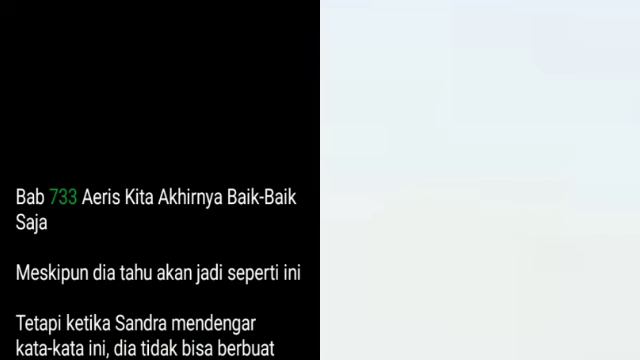 Bab 733 Aeris Kita Akhirnya Baik-Baik
Saja
Meskipun dia tahu akan jadi seperti ini
Tetapi ketika Sandra mendengar
kata-kata ini, dia tidak bisa berbuat